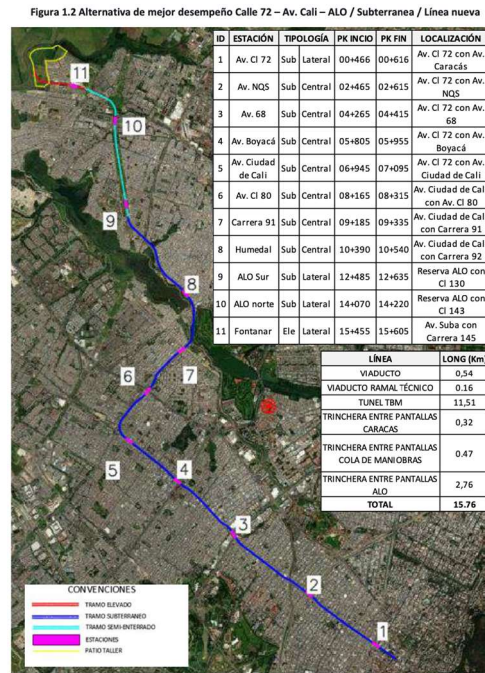 Figura 1.2 Alternativa de mejor desempeño Calle 72 – Av. Cali – ALO / Subterranea / Línea nueva
ID ESTACIÓN TIPOLOGÍA PK INCIO PK FIN LOCALIZACIÓN
1 Av. Cl 72 Sub Lateral 00+466 00+616 Av. Cl 72 con Av. Caracás
2 Av. NQS Sub Central 02+465 02+615 Av. Cl 72 con Av. NQS
3 Av. 68 Sub Central 04+265 04+415 Av. Cl 72 con Av. 68
4 Av. Boyacá Sub Central 05+805 05+955 Av. Cl 72 con Av. Boyacá
5 Av. Ciudad de Cali Sub Central 06+945 07+095 Av. Cl 72 con Av. Ciudad de Cali
6 Av. Cl 80 Sub Central 08+165 08+315 Av. Ciudad de Cal con Av. Cl 80
7 Carrera 91 Sub Central 09+185 09+335 Av. Ciudad de Cal con Carrera 91
8 Humedal Sub Central 10+390 10+540 Av. Ciudad de Cal con Carrera 92
9 ALO Sur Sub Lateral 12+485 12+635 Reserva ALO con Cl 130
10 ALO norte Sub Lateral 14+070 14+220 Reserva ALO con Cl 143
11 Fontanar Ele Lateral 15+455 15+605 Av. Suba con Carrera 145
LÍNEA LONG (Km)
VIADUCTO 0,54
VIADUCTO RAMAL TÉCNICO 0.16
TUNEL TBM 11,51
TRINCHERA ENTRE PANTALLAS CARACAS 0,32
TRINCHERA ENTRE PANTALLAS COLA DE MANIOBRAS 0.47
TRINCHERA ENTRE PANTALLAS ALO 2,76
TOTAL 15.76
11
10
9
8
7
6
5
4
3
2
1
CONVENCIONES
TRAMO ELEVADO
TRAMO SUBTERRANEO
TRAMO SEMI-ENTERRADO
ESTACIONES
PATIO TALLER